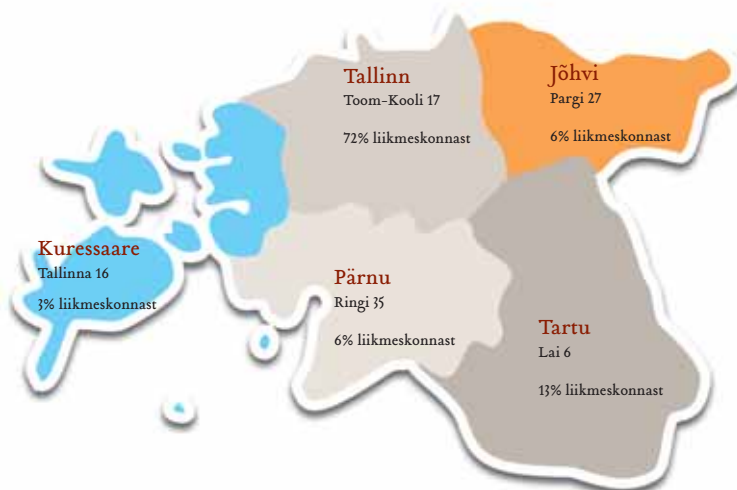 Tallinn
Toom-Kooli 17
72% liikmeskonnast
Jõhvi
Pargi 27
6% liikmeskonnast
Kuressaare
Tallinna 16
3% liikmeskonnast
Pärnu
Ringi 35
6% liikmeskonnast
Tartu
Lai 6
13% liikmeskonnast